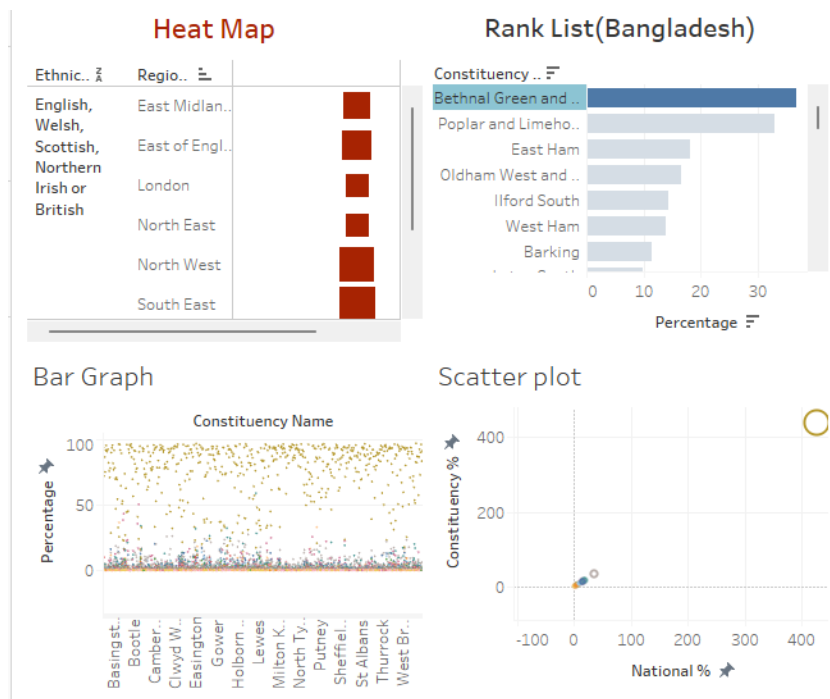 Heat Map
Ethnic..
Regio..
English,
Welsh,
Scottish,
Northern
Irish or
British
East Midlan..
East of Engl..
London
North East
North West
South East
Rank List(Bangladesh)
Constituency ..
Bethnal Green and ..
Poplar and Limeho..
East Ham
Oldham West and ..
Ilford South
West Ham
Barking
0 10 20 30
Percentage
Bar Graph
Constituency Name
Percentage
100
50
0
Basingst..
Bootle
Camber..
Clwyd W..
Easington
Gower
Holborn ..
Lewes
Milton K..
North Ty..
Putney
Sheffiel..
St Albans
Thurrock
West Br..
Scatter plot
Constituency %
400
200
0
-100 0 100 200 300 400
National %